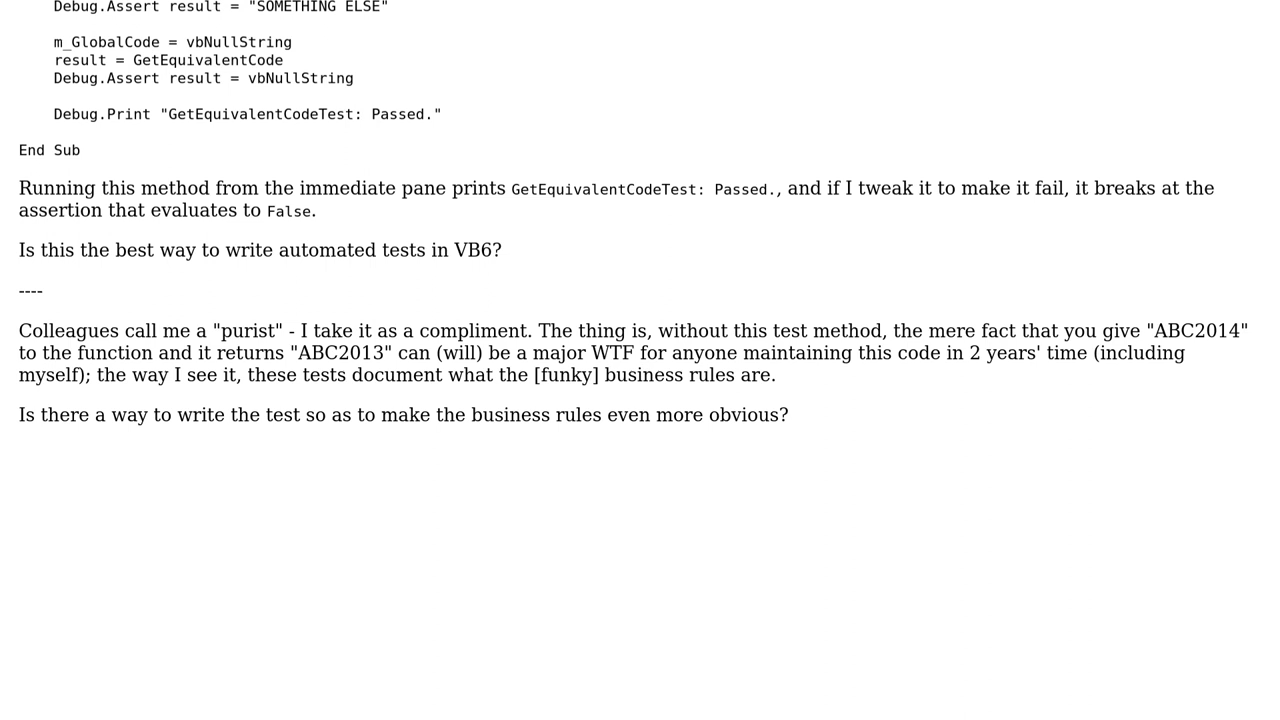 Debug.Assert result = "SOMETHING ELSE"
m_GlobalCode = vbNullString
result = GetEquivalentCode
Debug.Assert result = vbNullString
Debug.Print "GetEquivalentCodeTest: Passed."
End Sub
Running this method from the immediate pane prints GetEquivalentCodeTest: Passed., and if I tweak it to make it fail, it breaks at the
assertion that evaluates to False.
Is this the best way to write automated tests in VB6?
----
Colleagues call me a "purist" - I take it as a compliment. The thing is, without this test method, the mere fact that you give "ABC2014"
to the function and it returns "ABC2013" can (will) be a major WTF for anyone maintaining this code in 2 years' time (including
myself); the way I see it, these tests document what the [funky] business rules are.
Is there a way to write the test so as to make the business rules even more obvious?